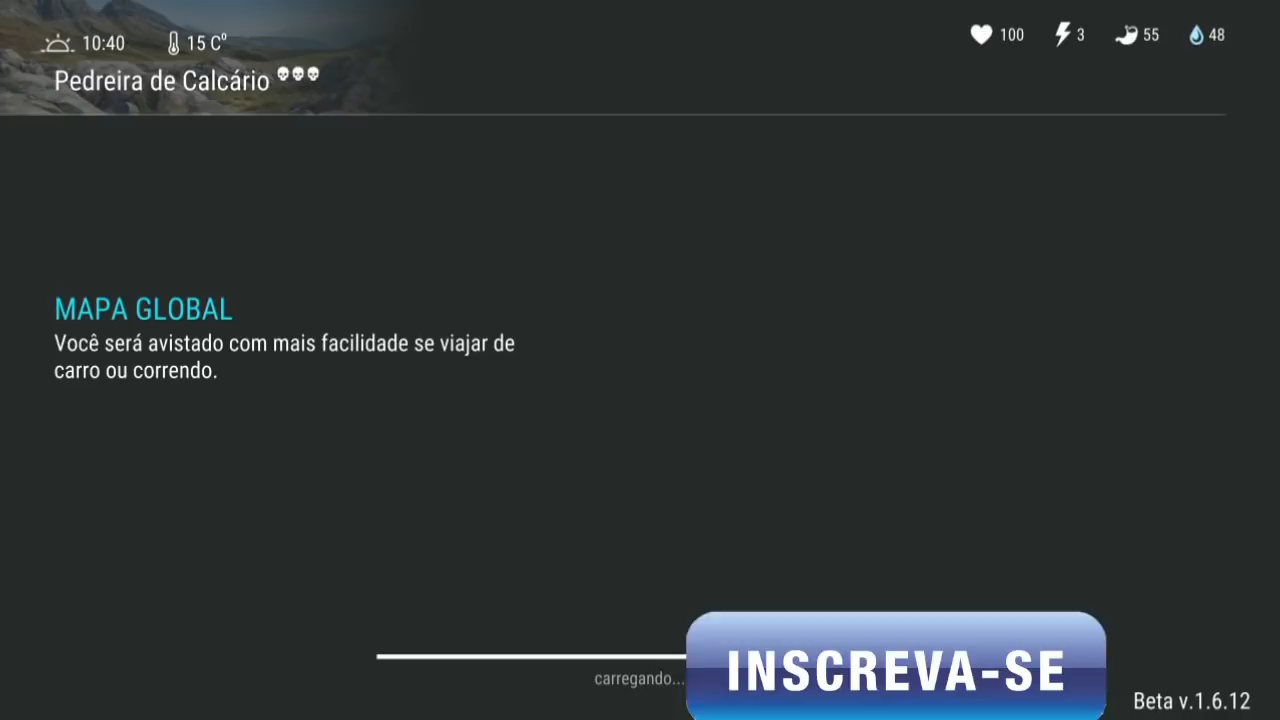 10:40 15 Cº
100 3 55 48
Pedreira de Calcário
MAPA GLOBAL
Você será avistado com mais facilidade se viajar de
carro ou correndo.
carregando...
INSCREVA-SE
Beta v.1.6.12